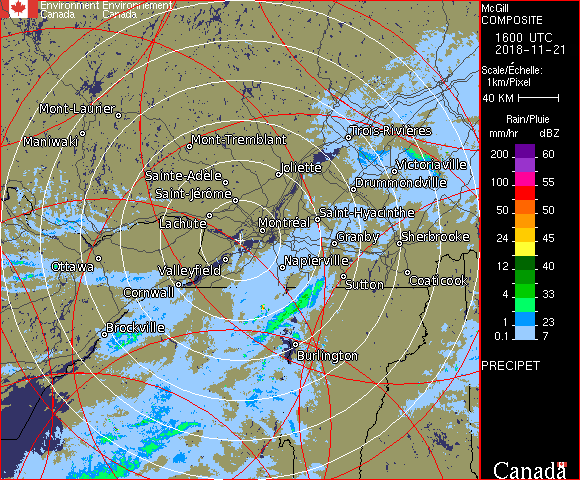 Environment Environnement
Canada Canada
McGill
COMPOSITE
1600 UTC
2018-11-21
Scale/Échelle:
1km/Pixel
40 KM
Rain/Pluie
mm/hr dBZ
200 60
100 55
50 50
24 45
12 40
4 33
1 23
0.1 7
PRECIPET
Mont-Laurier
Maniwaki
Mont-Tremblant
Trois-Rivières
Sainte-Adèle
Joliette
Victoriaville
Saint-Jérôme
Drummondville
Lachute
Montréal
Saint-Hyacinthe
Granby
Sherbrooke
Ottawa
Valleyfield
Napierville
Cornwall
Sutton
Coaticook
Brockville
Burlington
Canada